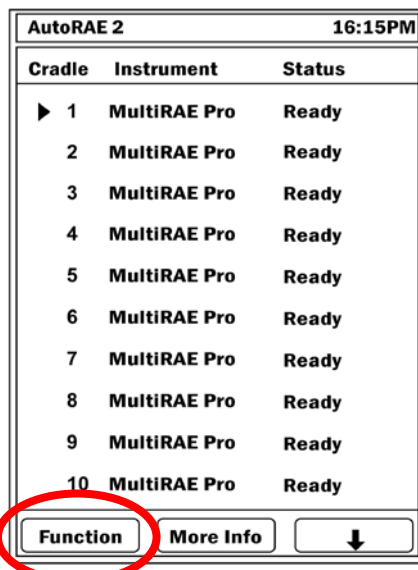 AutoRAE 2 16:15PM
Cradle Instrument Status
▶ 1 MultiRAE Pro Ready
2 MultiRAE Pro Ready
3 MultiRAE Pro Ready
4 MultiRAE Pro Ready
5 MultiRAE Pro Ready
6 MultiRAE Pro Ready
7 MultiRAE Pro Ready
8 MultiRAE Pro Ready
9 MultiRAE Pro Ready
10 MultiRAE Pro Ready
Function More Info ⬇